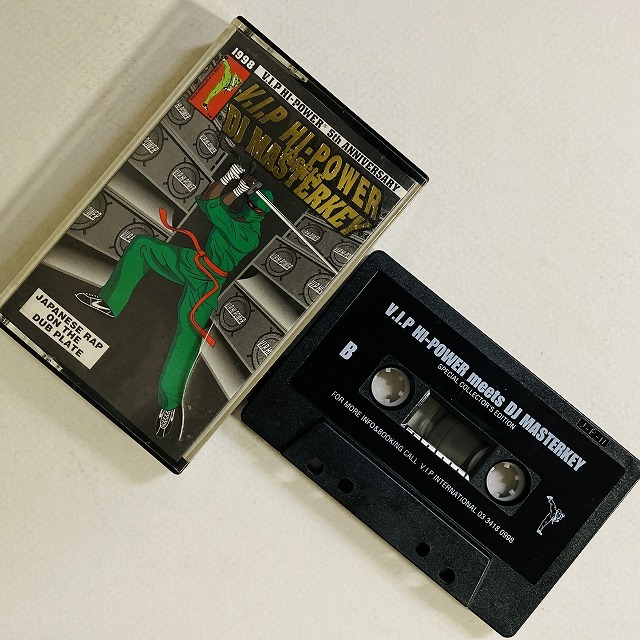 1998 V.I.P HI-POWER 5th ANNIVERSARY
V.I.P HI-POWER
DJ MASTERKEY
JAPANESE RAP
ON THE
DUB PLATE
V.I.P HI-POWER meets DJ MASTERKEY
SPECIAL COLLECTOR'S EDITION
B
FOR MORE INFO&BOOKING CALL V.I.P INTERNATIONAL 03 3418 0908